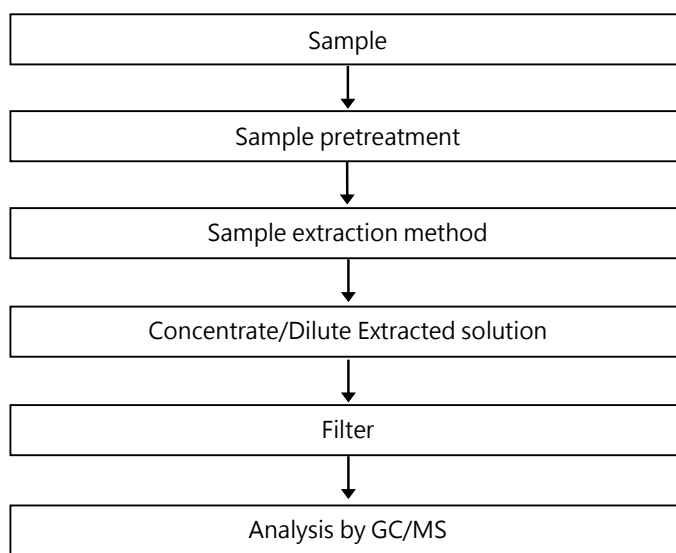 Sample
Sample pretreatment
Sample extraction method
Concentrate/Dilute Extracted solution
Filter
Analysis by GC/MS